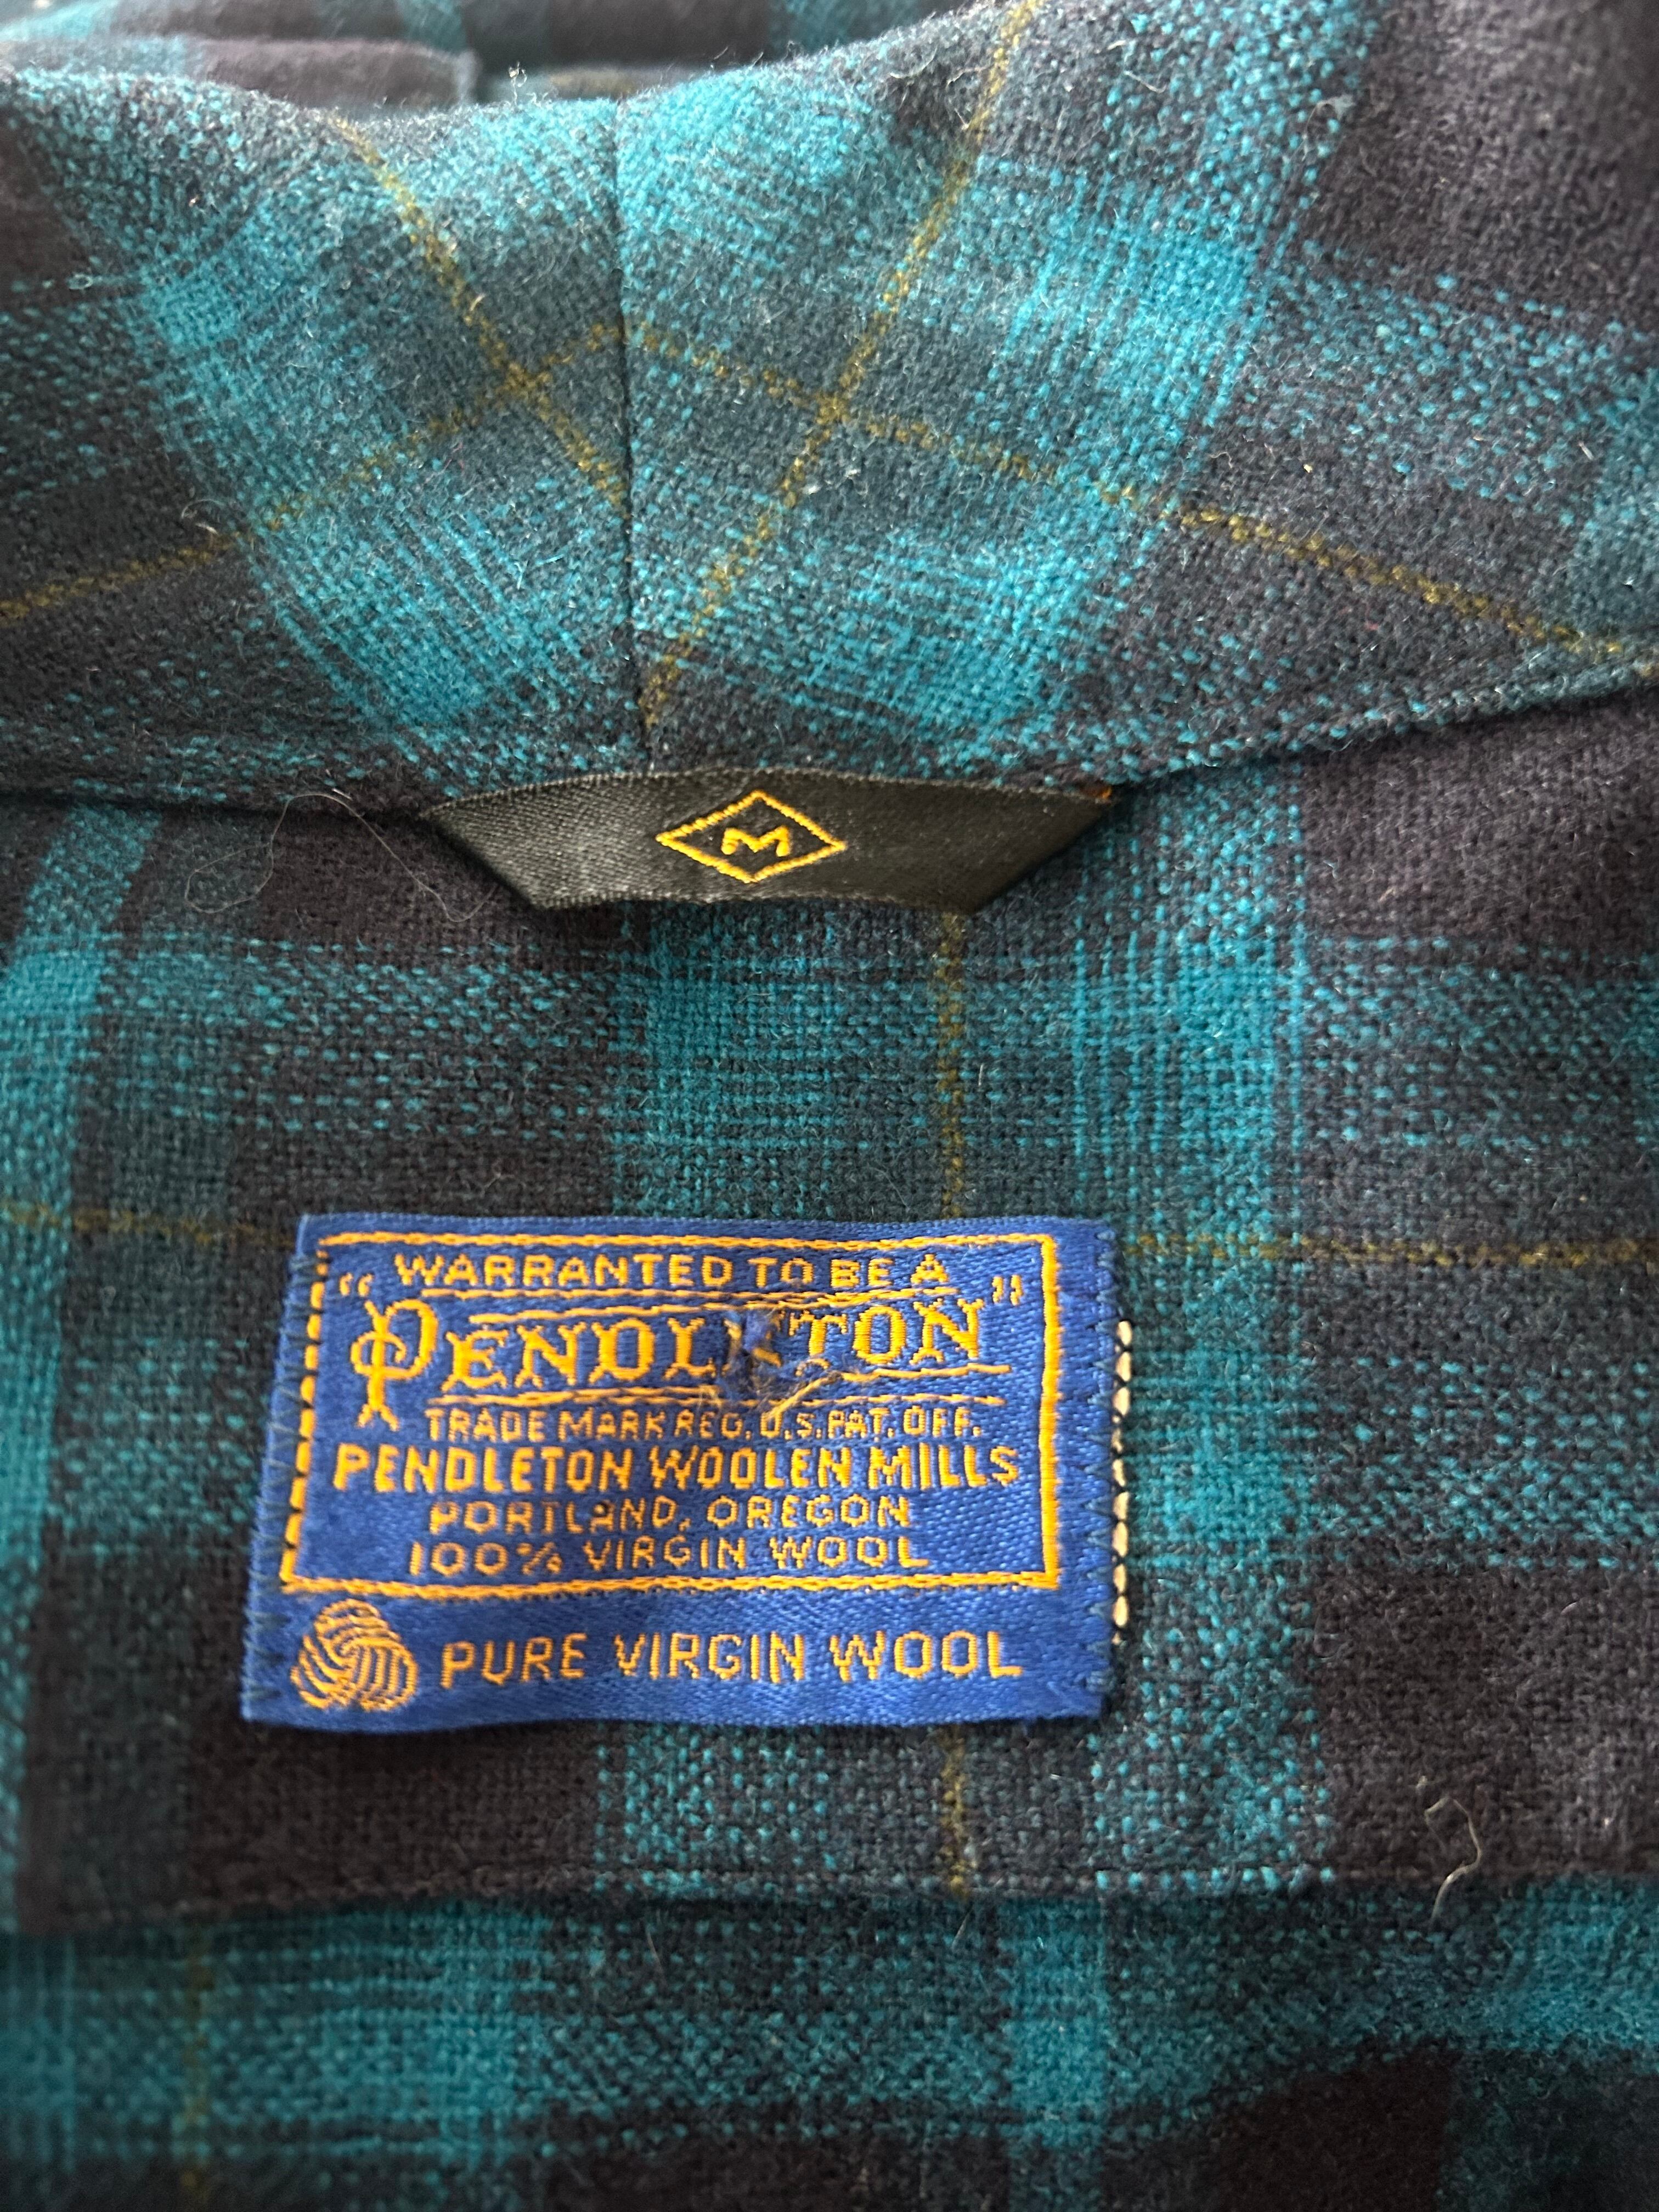 M
WARRANTED TO BE A
"PENDLETON"
TRADE MARK REG. U.S. PAT. OFF.
PENDLETON WOOLEN MILLS
PORTLAND, OREGON
100% VIRGIN WOOL
PURE VIRGIN WOOL